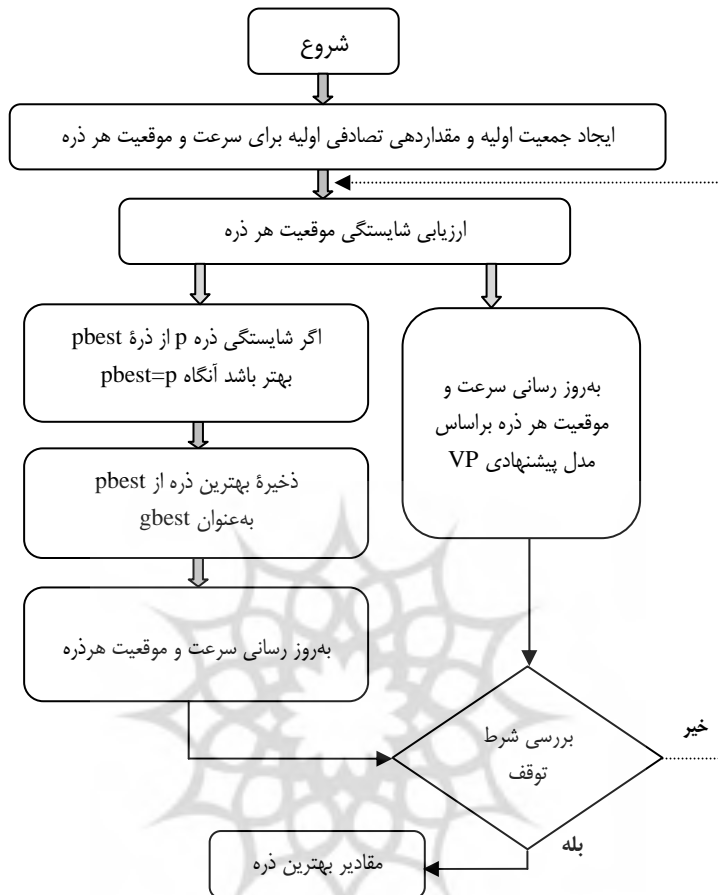 شروع
ایجاد جمعیت اولیه و مقداردهی تصادفی اولیه برای سرعت و موقعیت هر ذره
ارزیابی شایستگی موقعیت هر ذره
اگر شایستگی ذره p از ذرۀ pbest
بهتر باشد آنگاه pbest=p
به‌روز رسانی سرعت و
موقعیت هر ذره براساس
مدل پیشنهادی VP
ذخیرۀ بهترین ذره از pbest
به‌عنوان gbest
به‌روز رسانی سرعت و موقعیت هرذره
بررسی شرط
توقف
خیر
بله
مقادیر بهترین ذره